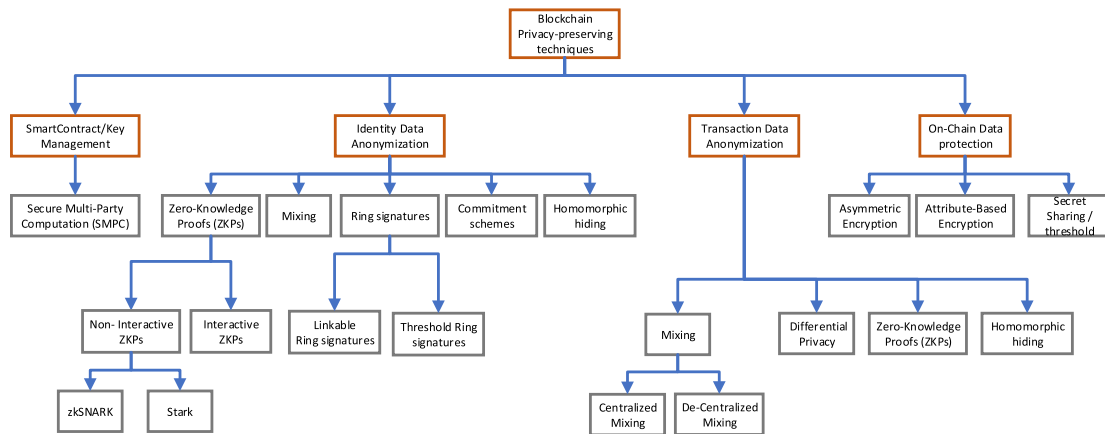 Blockchain
Privacy-preserving
techniques
SmartContract/Key
Management
Identity Data
Anonymization
Transaction Data
Anonymization
On-Chain Data
protection
Secure Multi-Party
Computation (SMPC)
Zero-Knowledge
Proofs (ZKPs)
Mixing
Ring signatures
Commitment
schemes
Homomorphic
hiding
Asymmetric
Encryption
Attribute-Based
Encryption
Secret
Sharing /
threshold
Non- Interactive
ZKPs
Interactive
ZKPs
Linkable
Ring signatures
Threshold Ring
signatures
Mixing
Differential
Privacy
Zero-Knowledge
Proofs (ZKPs)
Homomorphic
hiding
zkSNARK
Stark
Centralized
Mixing
De-Centralized
Mixing